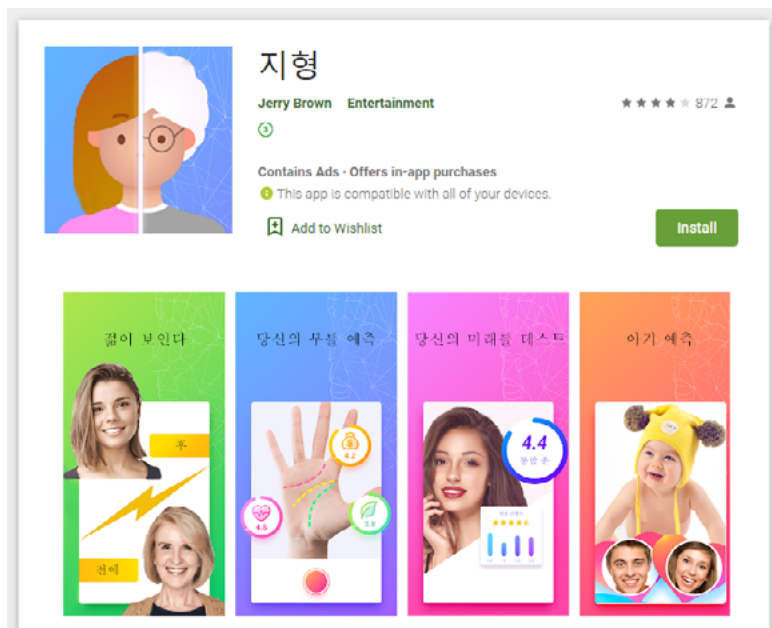 지형
Jerry Brown Entertainment
872
3
Contains Ads · Offers in-app purchases
This app is compatible with all of your devices.
Add to Wishlist
Install
젊이 보인다
후
전에
당신의 부를 예측
4.2
4.6
3.8
당신의 미래를 테스트
4.4
아기 예측